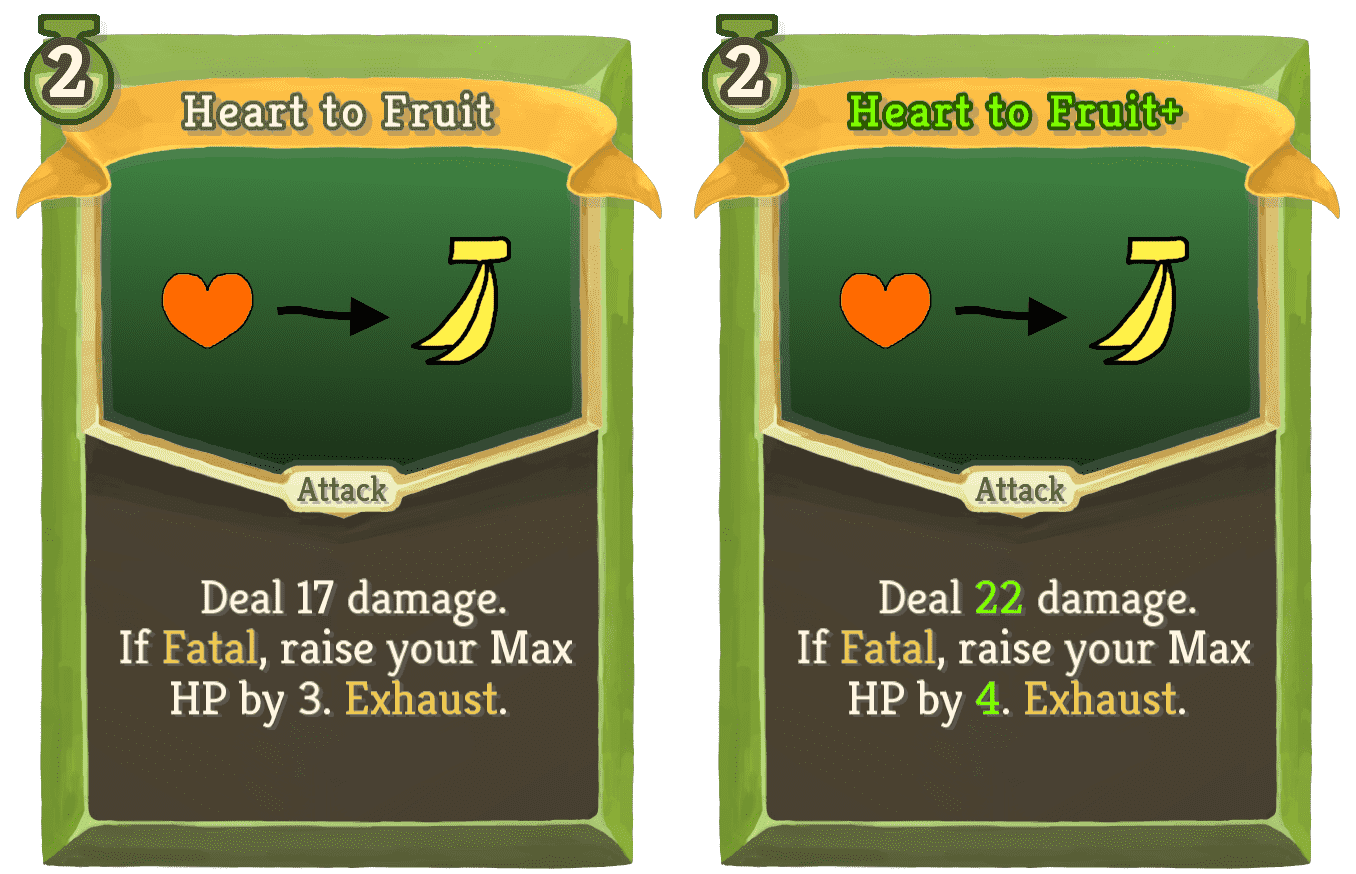 2
Heart to Fruit
Attack
Deal 17 damage.
If Fatal, raise your Max
HP by 3. Exhaust.
2
Heart to Fruit+
Attack
Deal 22 damage.
If Fatal, raise your Max
HP by 4. Exhaust.